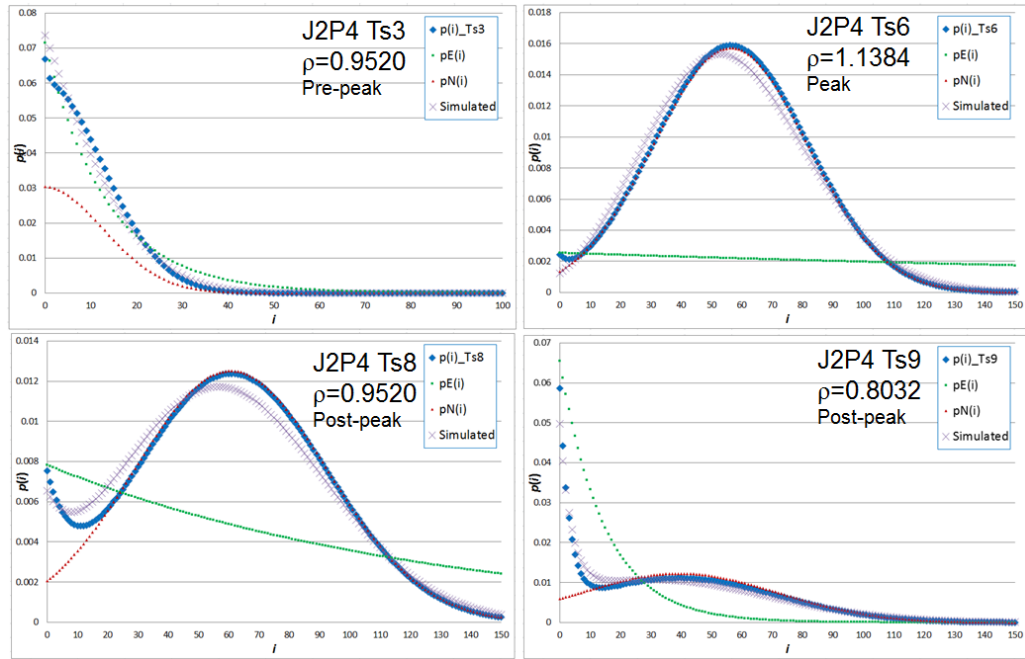 J2P4 Ts3
ρ=0.9520
Pre-peak
p(i)_Ts3
pE(i)
pN(i)
Simulated
p(i)
0.08
0.07
0.06
0.05
0.04
0.03
0.02
0.01
0
0 10 20 30 40 50 60 70 80 90 100
i
J2P4 Ts6
ρ=1.1384
Peak
p(i)_Ts6
pE(i)
pN(i)
Simulated
p(i)
0.018
0.016
0.014
0.012
0.01
0.008
0.006
0.004
0.002
0
0 10 20 30 40 50 60 70 80 90 100 110 120 130 140 150
i
J2P4 Ts8
ρ=0.9520
Post-peak
p(i)_Ts8
pE(i)
pN(i)
Simulated
p(i)
0.014
0.012
0.01
0.008
0.006
0.004
0.002
0
0 10 20 30 40 50 60 70 80 90 100 110 120 130 140 150
i
J2P4 Ts9
ρ=0.8032
Post-peak
p(i)_Ts9
pE(i)
pN(i)
Simulated
p(i)
0.07
0.06
0.05
0.04
0.03
0.02
0.01
0
0 10 20 30 40 50 60 70 80 90 100 110 120 130 140 150
i